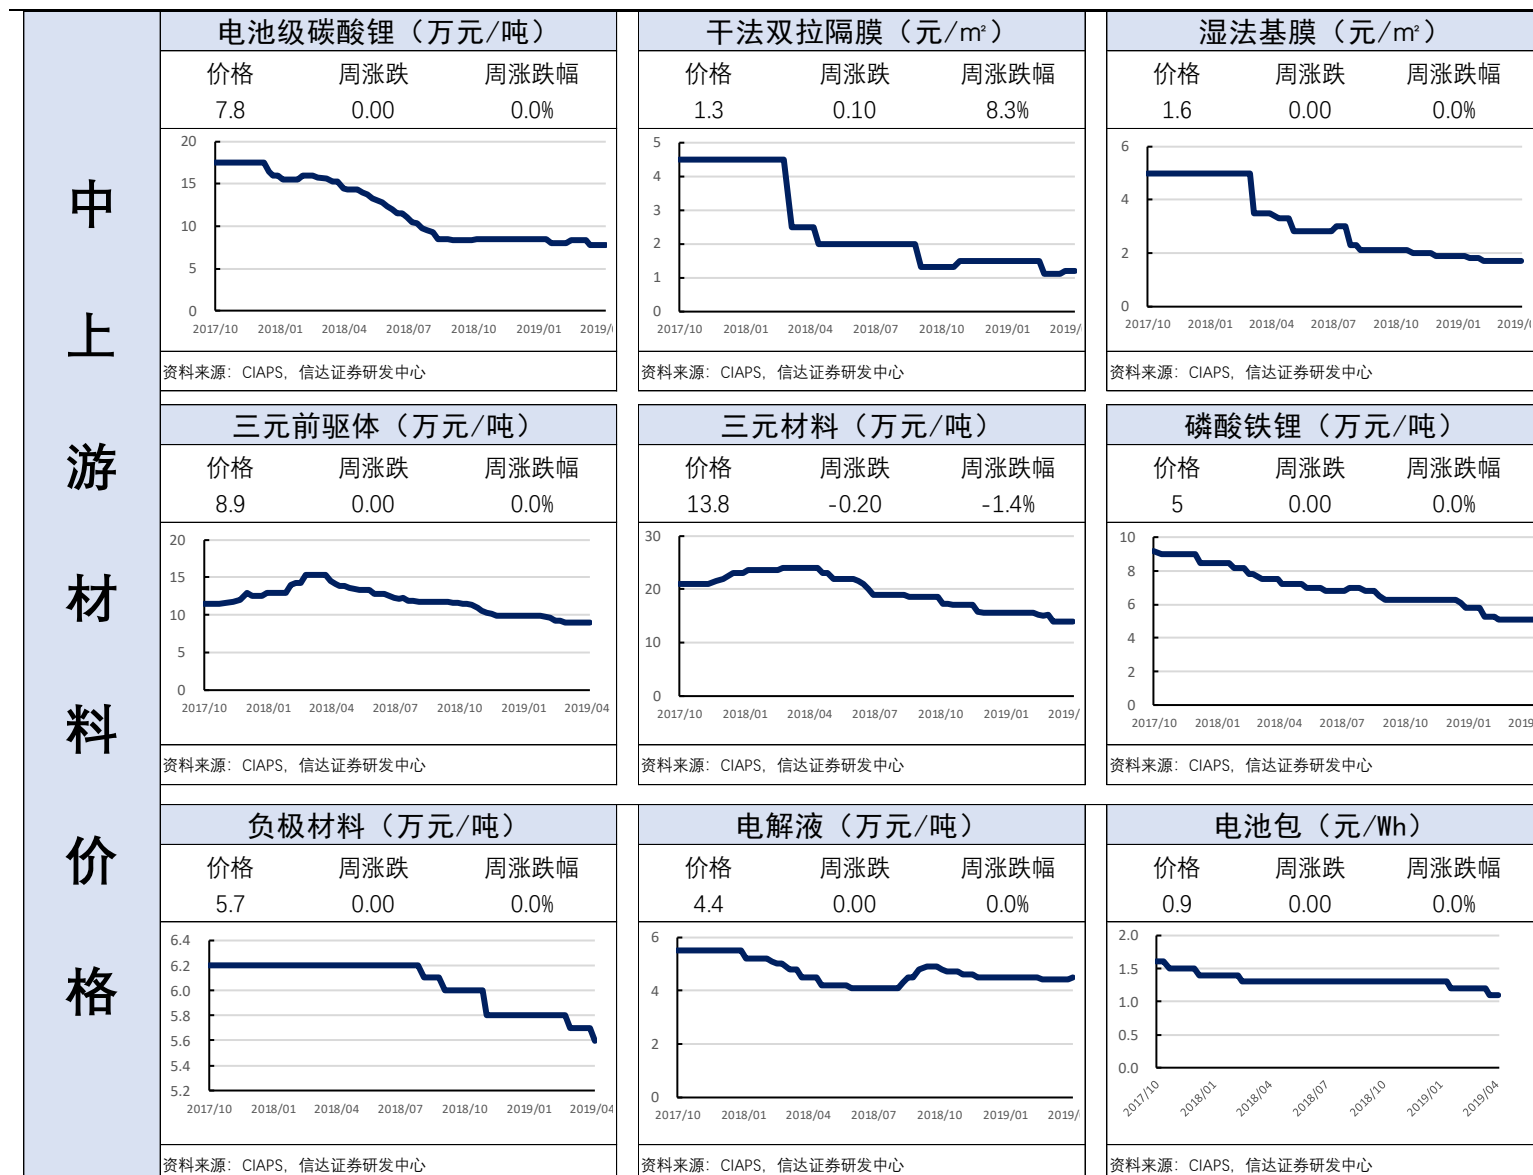 中
上
游
材
料
价
格
电池级碳酸锂（万元/吨）
价格 周涨跌 周涨跌幅
7.8 0.00 0.0%
20
15
10
5
0
2017/10 2018/01 2018/04 2018/07 2018/10 2019/01 2019/
资料来源：CIAPS，信达证券研发中心
干法双拉隔膜（元/㎡）
价格 周涨跌 周涨跌幅
1.3 0.10 8.3%
5
4
3
2
1
0
2017/10 2018/01 2018/04 2018/07 2018/10 2019/01 2019/
资料来源：CIAPS，信达证券研发中心
湿法基膜（元/㎡）
价格 周涨跌 周涨跌幅
1.6 0.00 0.0%
6
4
2
0
2017/10 2018/01 2018/04 2018/07 2018/10 2019/01 2019/
资料来源：CIAPS，信达证券研发中心
三元前驱体（万元/吨）
价格 周涨跌 周涨跌幅
8.9 0.00 0.0%
20
15
10
5
0
2017/10 2018/01 2018/04 2018/07 2018/10 2019/01 2019/04
资料来源：CIAPS，信达证券研发中心
三元材料（万元/吨）
价格 周涨跌 周涨跌幅
13.8 -0.20 -1.4%
30
20
10
0
2017/10 2018/01 2018/04 2018/07 2018/10 2019/01 2019/
资料来源：CIAPS，信达证券研发中心
磷酸铁锂（万元/吨）
价格 周涨跌 周涨跌幅
5 0.00 0.0%
10
8
6
4
2
0
2017/10 2018/01 2018/04 2018/07 2018/10 2019/01 2019
资料来源：CIAPS，信达证券研发中心
负极材料（万元/吨）
价格 周涨跌 周涨跌幅
5.7 0.00 0.0%
6.4
6.2
6.0
5.8
5.6
5.4
5.2
2017/10 2018/01 2018/04 2018/07 2018/10 2019/01 2019/04
资料来源：CIAPS，信达证券研发中心
电解液（万元/吨）
价格 周涨跌 周涨跌幅
4.4 0.00 0.0%
6
4
2
0
2017/10 2018/01 2018/04 2018/07 2018/10 2019/01 2019/
资料来源：CIAPS，信达证券研发中心
电池包（元/Wh）
价格 周涨跌 周涨跌幅
0.9 0.00 0.0%
2.0
1.5
1.0
0.5
0.0
2017/10 2018/01 2018/04 2018/07 2018/10 2019/01 2019/04
资料来源：CIAPS，信达证券研发中心